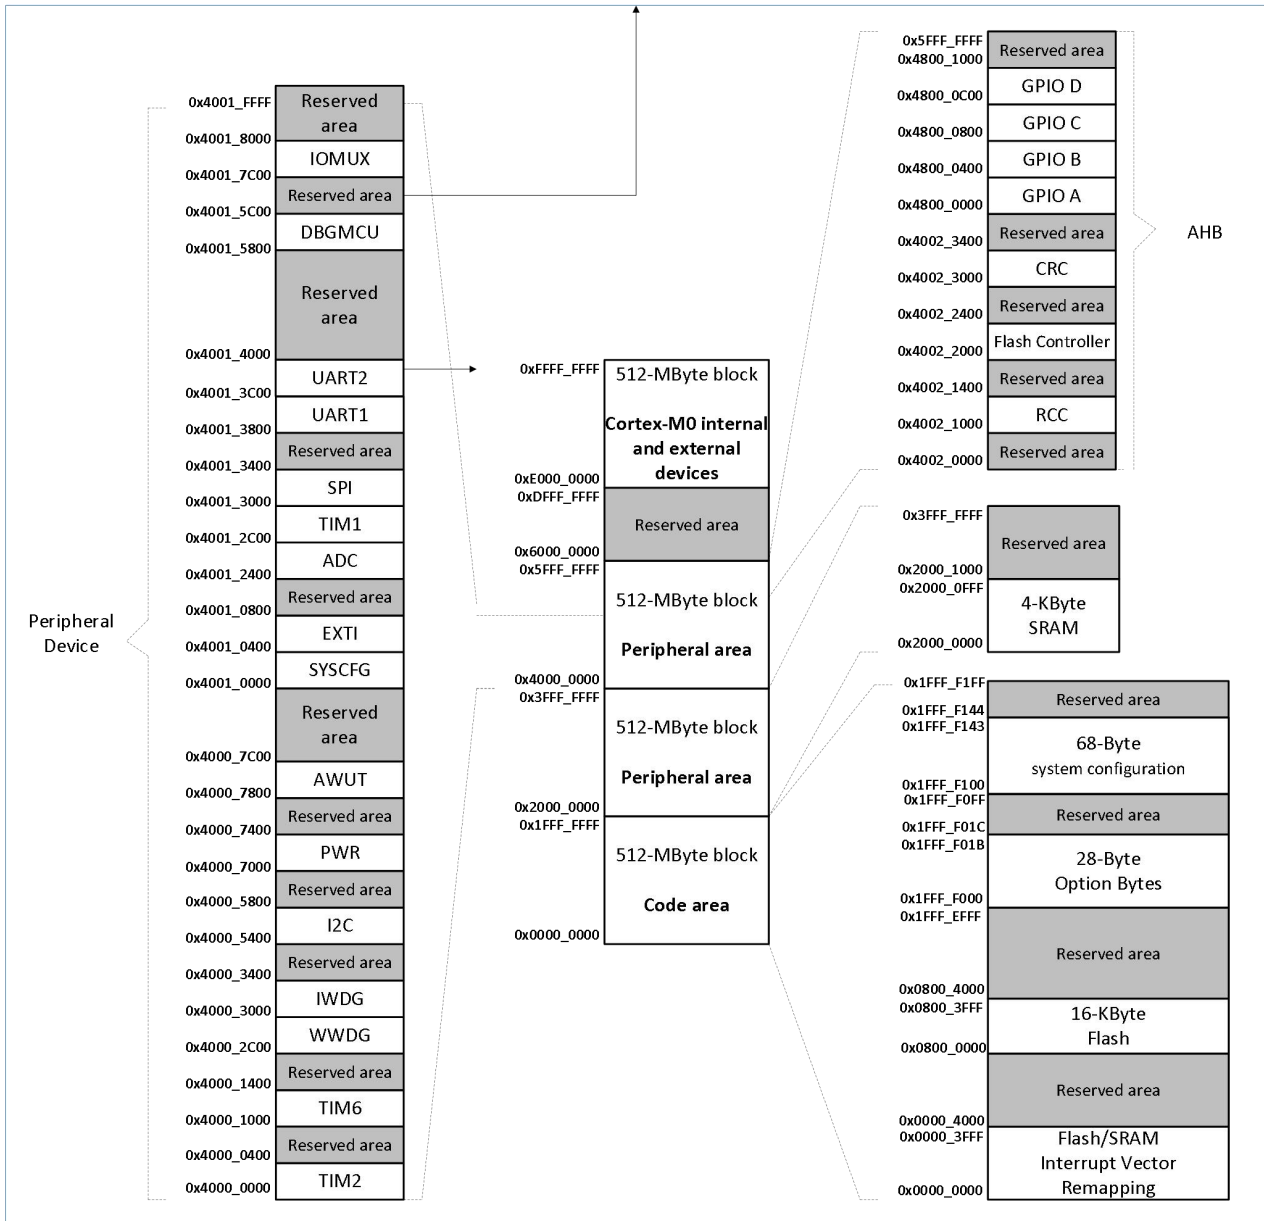 Peripheral
Device
0x4001_FFFF
Reserved
area
0x4001_8000
IOMUX
0x4001_7C00
Reserved area
0x4001_5C00
DBGMCU
0x4001_5800
Reserved
area
0x4001_4000
UART2
0x4001_3C00
UART1
0x4001_3800
Reserved area
0x4001_3400
SPI
0x4001_3000
TIM1
0x4001_2C00
ADC
0x4001_2400
Reserved area
0x4001_0800
EXTI
0x4001_0400
SYSCFG
0x4001_0000
Reserved
area
0x4000_7C00
AWUT
0x4000_7800
Reserved area
0x4000_7400
PWR
0x4000_7000
Reserved area
0x4000_5800
I2C
0x4000_5400
Reserved area
0x4000_3400
IWDG
0x4000_3000
WWDG
0x4000_2C00
Reserved area
0x4000_1400
TIM6
0x4000_1000
Reserved area
0x4000_0400
TIM2
0x4000_0000
0xFFFF_FFFF
512-MByte block
Cortex-M0 internal
and external
devices
0xE000_0000
0xDFFF_FFFF
Reserved area
0x6000_0000
0x5FFF_FFFF
512-MByte block
Peripheral area
0x4000_0000
0x3FFF_FFFF
512-MByte block
Peripheral area
0x2000_0000
0x1FFF_FFFF
512-MByte block
Code area
0x0000_0000
0x5FFF_FFFF
Reserved area
0x4800_1000
GPIO D
0x4800_0C00
GPIO C
0x4800_0800
GPIO B
0x4800_0400
GPIO A
0x4800_0000
Reserved area
0x4002_3400
CRC
0x4002_3000
Reserved area
0x4002_2400
Flash Controller
0x4002_2000
Reserved area
0x4002_1400
RCC
0x4002_1000
Reserved area
0x4002_0000
AHB
0x3FFF_FFFF
Reserved area
0x2000_1000
0x2000_0FFF
4-KByte
SRAM
0x2000_0000
0x1FFF_F1FF
Reserved area
0x1FFF_F144
0x1FFF_F143
68-Byte
system configuration
0x1FFF_F100
0x1FFF_F0FF
Reserved area
0x1FFF_F01C
0x1FFF_F01B
28-Byte
Option Bytes
0x1FFF_F000
0x1FFF_EFFF
Reserved area
0x0800_4000
0x0800_3FFF
16-KByte
Flash
0x0800_0000
Reserved area
0x0000_4000
0x0000_3FFF
Flash/SRAM
Interrupt Vector
Remapping
0x0000_0000